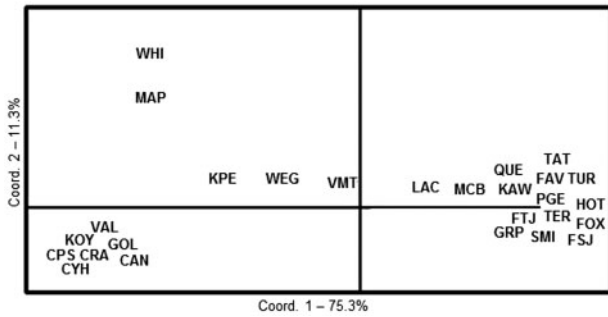 WHI
MAP
TAT
QUE
KPE WEG VMT FAV TUR
LAC MCB KAW
PGE HOT
FTJ TER FOX
VAL GRP SMI FSJ
KOY GOL
CPS CRA CAN
CYH
Coord. 2 – 11.3%
Coord. 1 – 75.3%